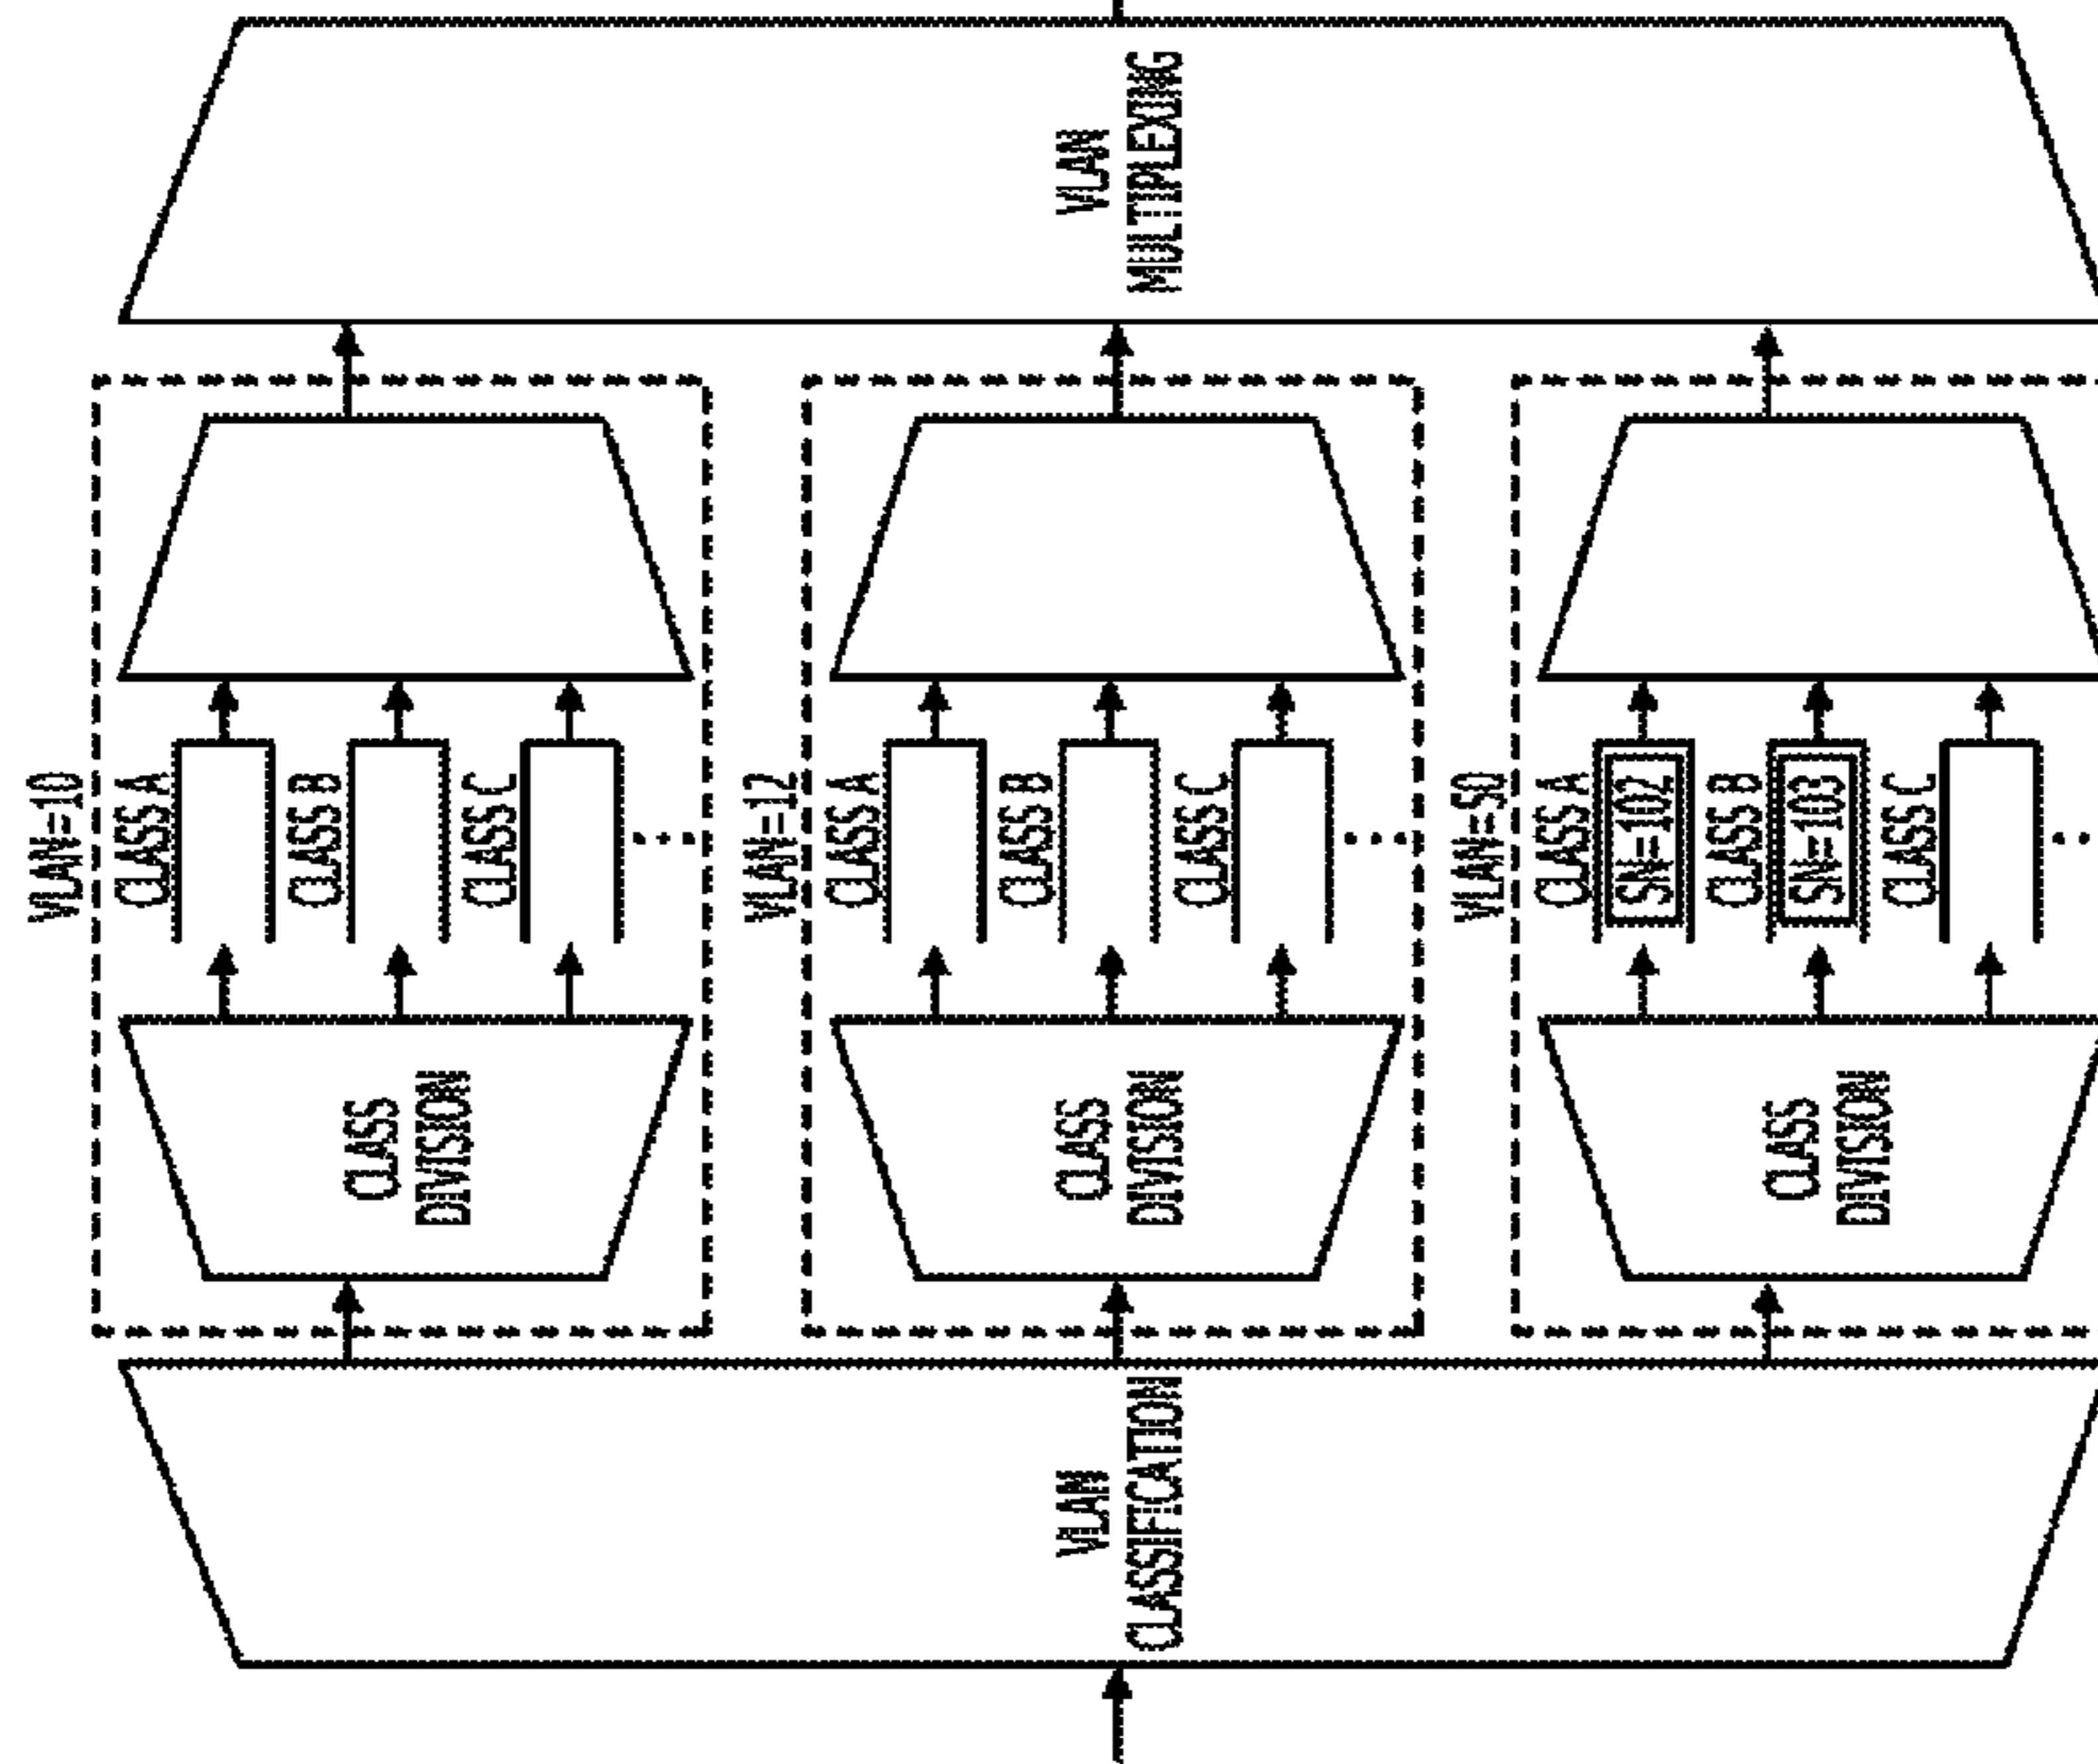 VLAN
CLASSIFICATION
VLAN=10
CLASS
DIVISION
CLASS A
CLASS B
CLASS C
...
VLAN=12
CLASS
DIVISION
CLASS A
CLASS B
CLASS C
...
VLAN=50
CLASS
DIVISION
CLASS A
SN=102
CLASS B
SN=103
CLASS C
...
VLAN
MULTIPLEXING